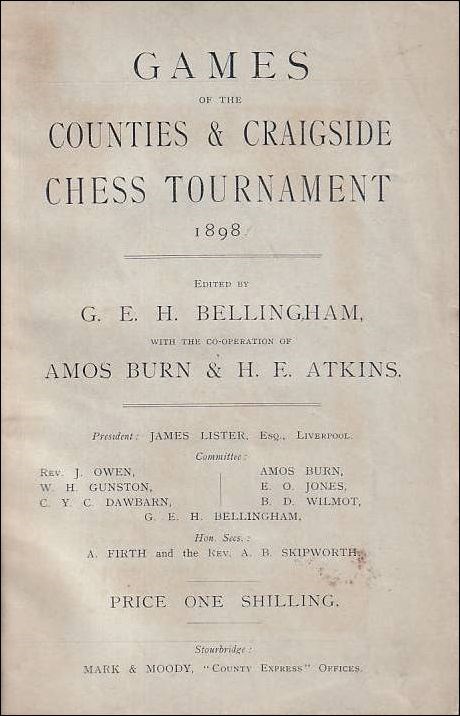 GAMES
OF THE
COUNTIES & CRAIGSIDE
CHESS TOURNAMENT
1898.
EDITED BY
G. E. H. BELLINGHAM,
WITH THE CO-OPERATION OF
AMOS BURN & H. E. ATKINS.
President: JAMES LISTER, ESQ., LIVERPOOL.
Committee:
REV. J. OWEN,
W. H. GUNSTON,
C. Y. C. DAWBARN,
AMOS BURN,
E. O. JONES,
B. D. WILMOT,
G. E. H. BELLINGHAM,
Hon. Secs.:
A. FIRTH and the REV. A. B. SKIPWORTH.
PRICE ONE SHILLING.
Stourbridge:
MARK & MOODY, "COUNTY EXPRESS" OFFICES.